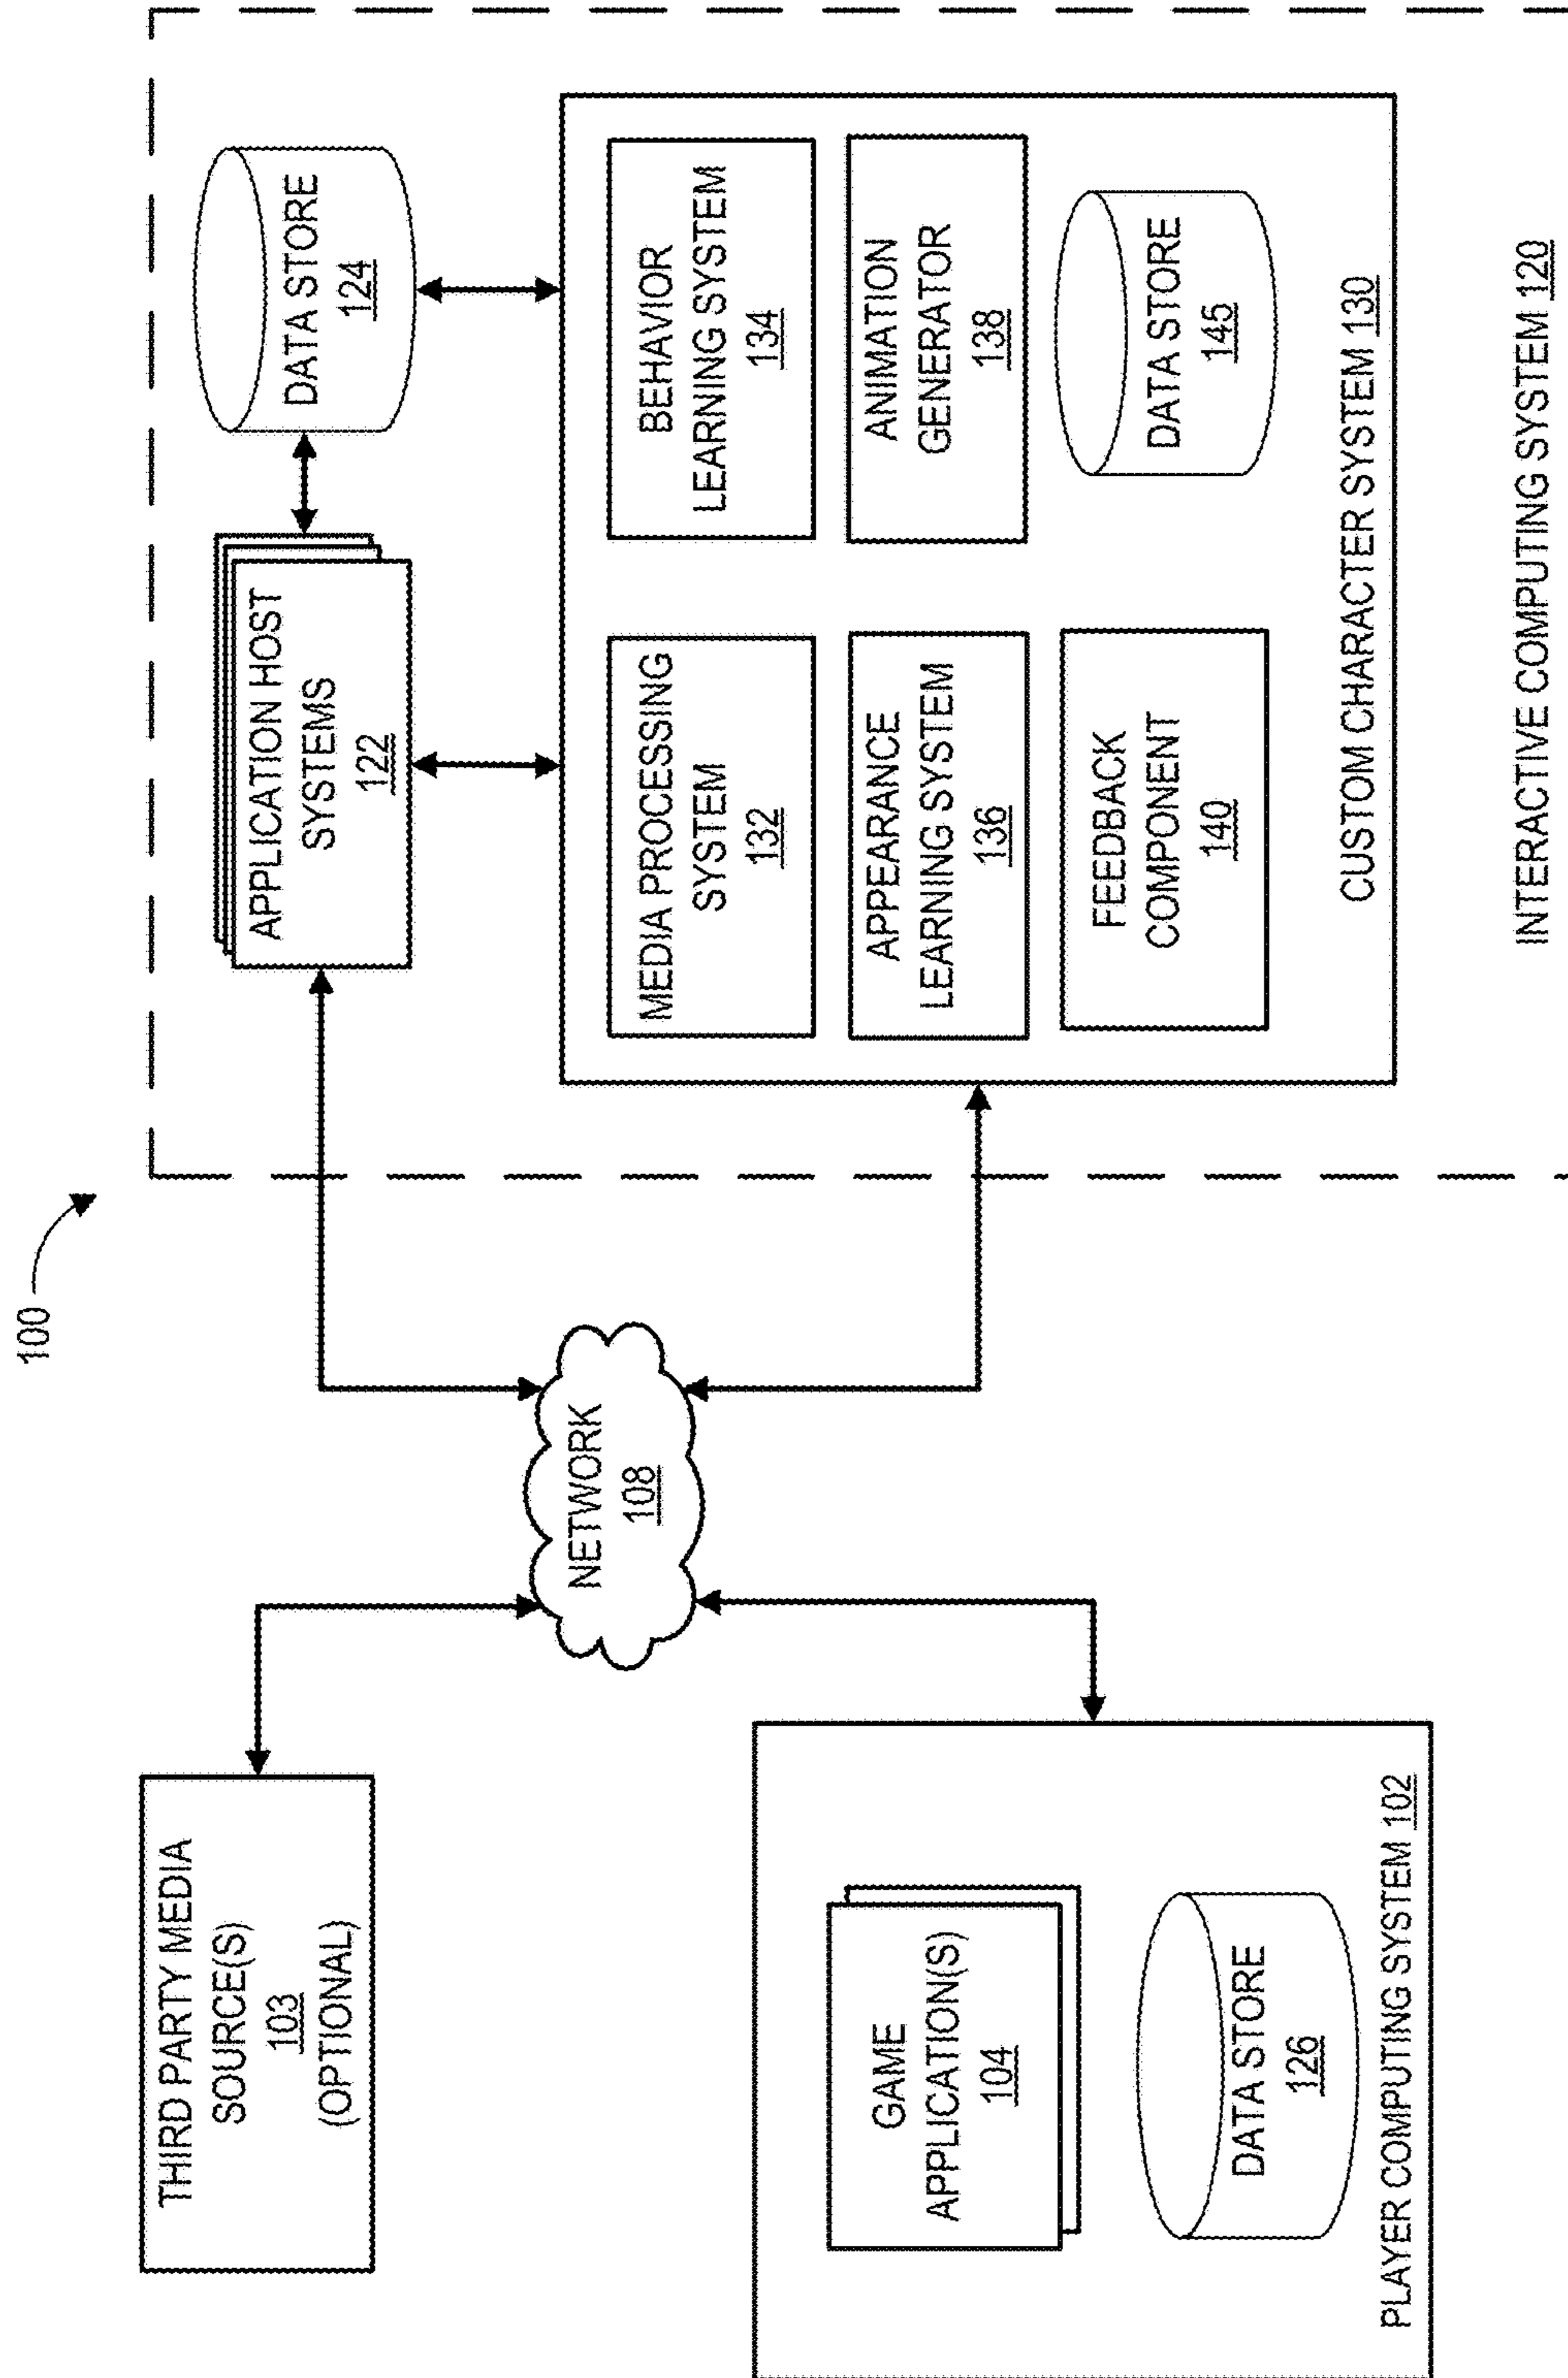 100
THIRD PARTY MEDIA
SOURCE(S)
103
(OPTIONAL)
NETWORK
108
GAME
APPLICATION(S)
104
DATA STORE
126
PLAYER COMPUTING SYSTEM 102
APPLICATION HOST
SYSTEMS
122
DATA STORE
124
MEDIA PROCESSING
SYSTEM
132
BEHAVIOR
LEARNING SYSTEM
134
APPEARANCE
LEARNING SYSTEM
136
ANIMATION
GENERATOR
138
FEEDBACK
COMPONENT
140
DATA STORE
145
CUSTOM CHARACTER SYSTEM 130
INTERACTIVE COMPUTING SYSTEM 120